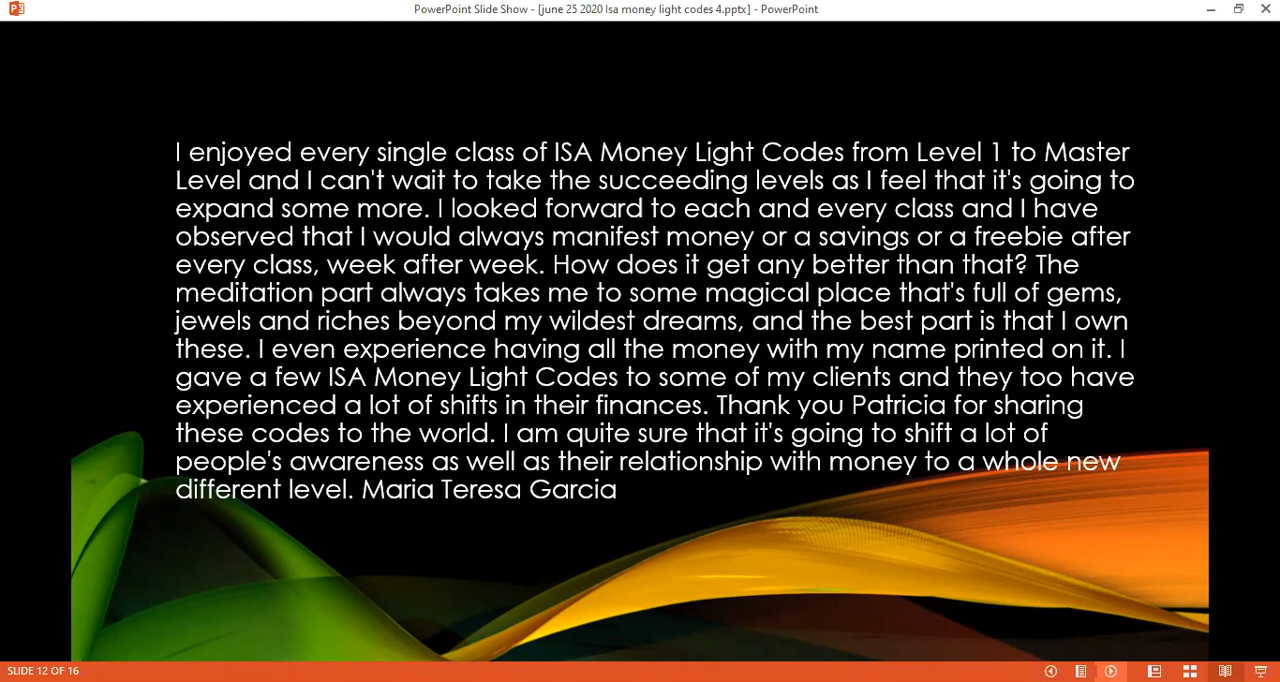 PowerPoint Slide Show - [june 25 2020 Isa money light codes 4.pptx] - PowerPoint
I enjoyed every single class of ISA Money Light Codes from Level 1 to Master
Level and I can't wait to take the succeeding levels as I feel that it's going to
expand some more. I looked forward to each and every class and I have
observed that I would always manifest money or a savings or a freebie after
every class, week after week. How does it get any better than that? The
meditation part always takes me to some magical place that's full of gems,
jewels and riches beyond my wildest dreams, and the best part is that I own
these. I even experience having all the money with my name printed on it. I
gave a few ISA Money Light Codes to some of my clients and they too have
experienced a lot of shifts in their finances. Thank you Patricia for sharing
these codes to the world. I am quite sure that it's going to shift a lot of
people's awareness as well as their relationship with money to a whole new
different level. Maria Teresa Garcia
SLIDE 12 OF 16